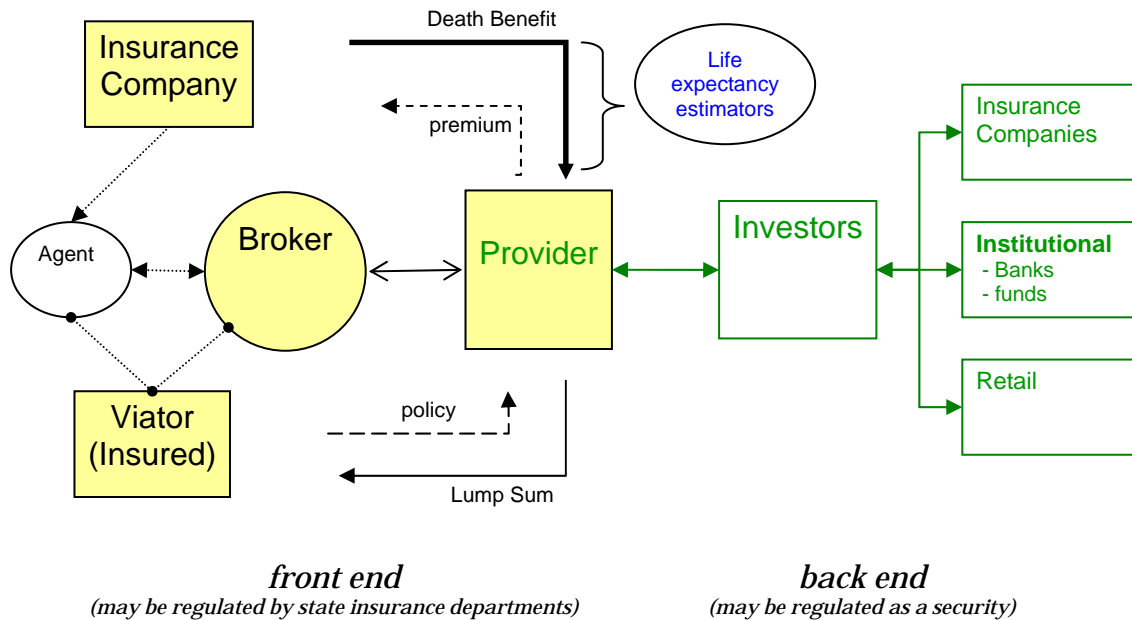 Death Benefit
Insurance
Company
Life
expectancy
estimators
premium
Insurance
Companies
Agent
Broker
Provider
Investors
Institutional
- Banks
- funds
Viator
(Insured)
policy
Lump Sum
Retail
front end
(may be regulated by state insurance departments)
back end
(may be regulated as a security)